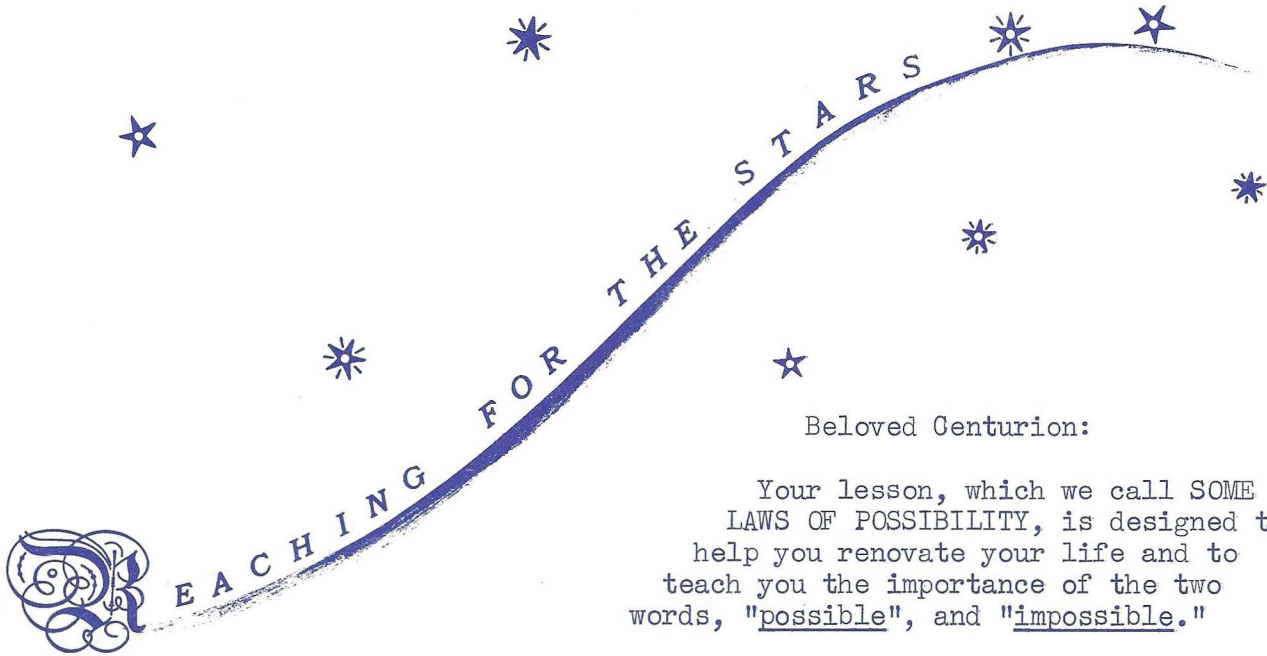 REACHING FOR THE STARS
Beloved Centurion:
Your lesson, which we call SOME
LAWS OF POSSIBILITY, is designed t
help you renovate your life and to
teach you the importance of the two
words, "possible", and "impossible."